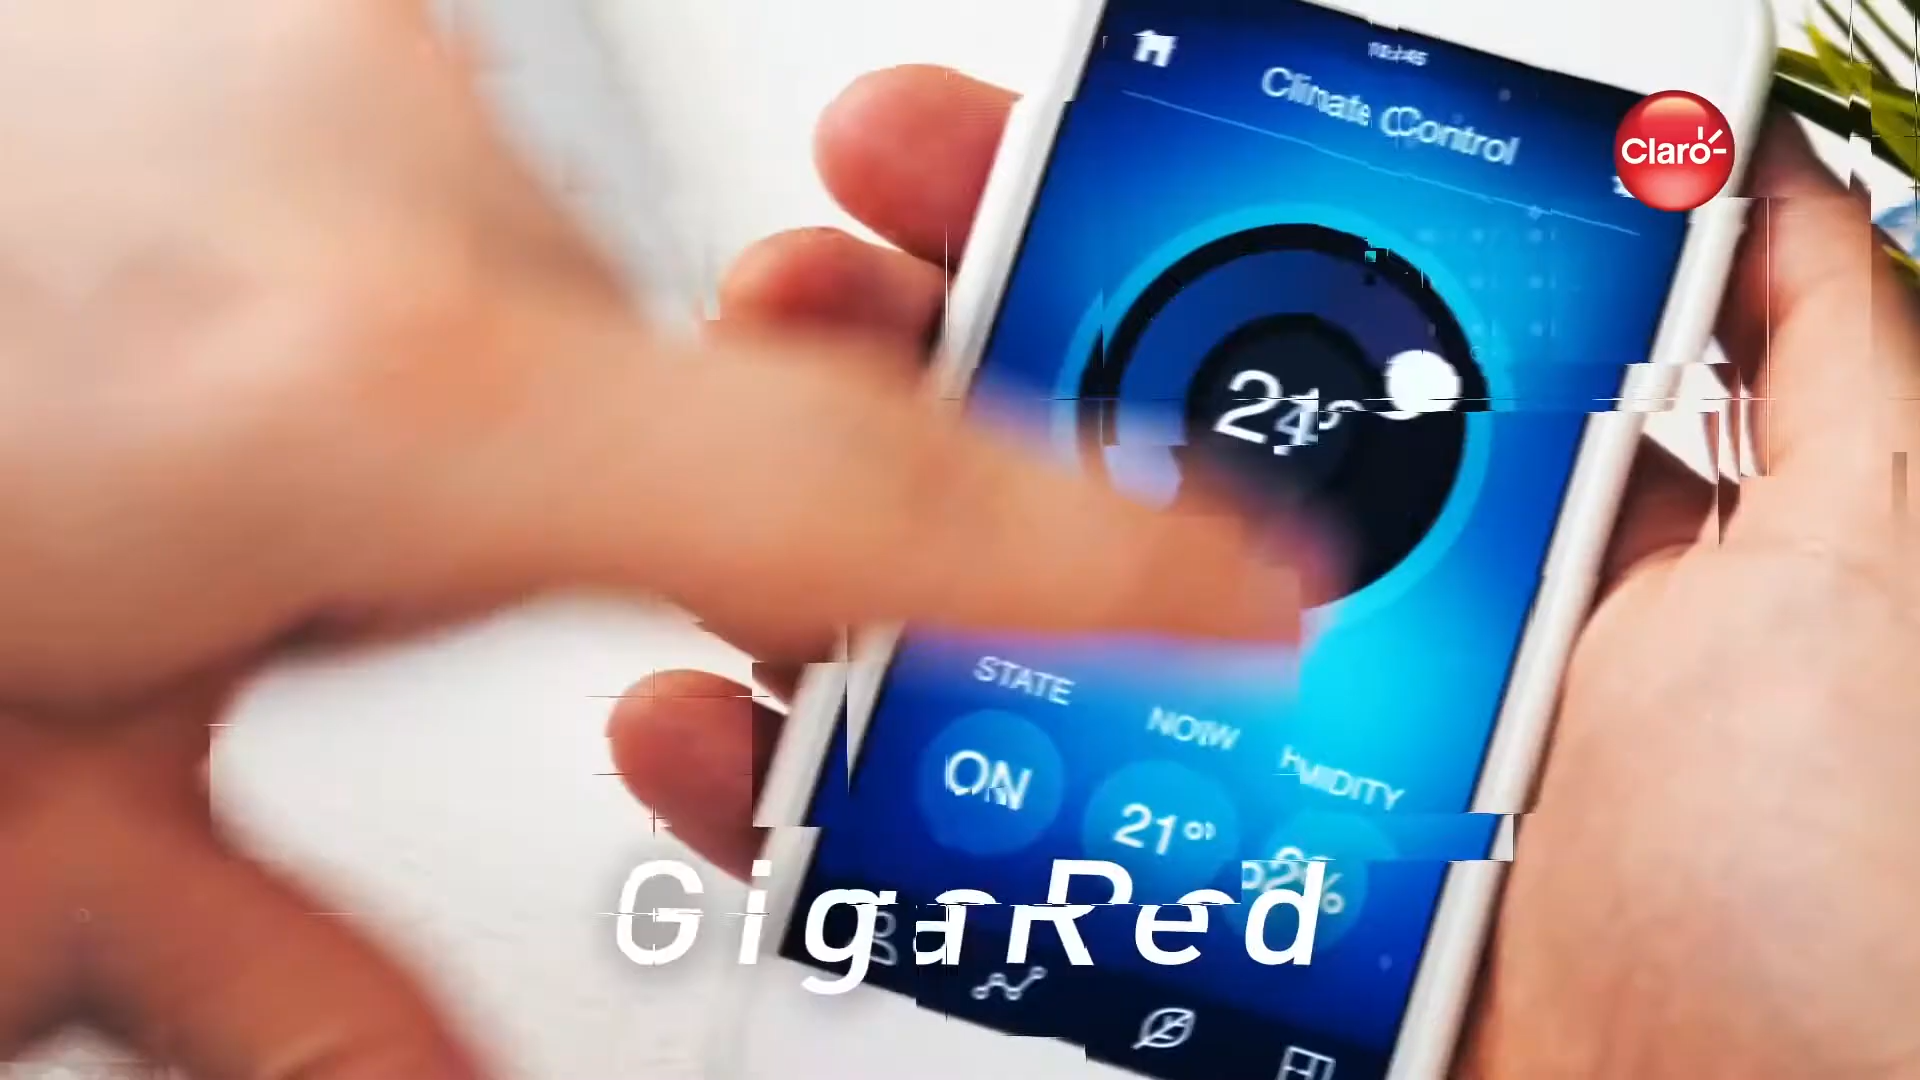 Climate Control
Claro
24°
STATE
NOW
HUMIDITY
ON
21°
GigaRed